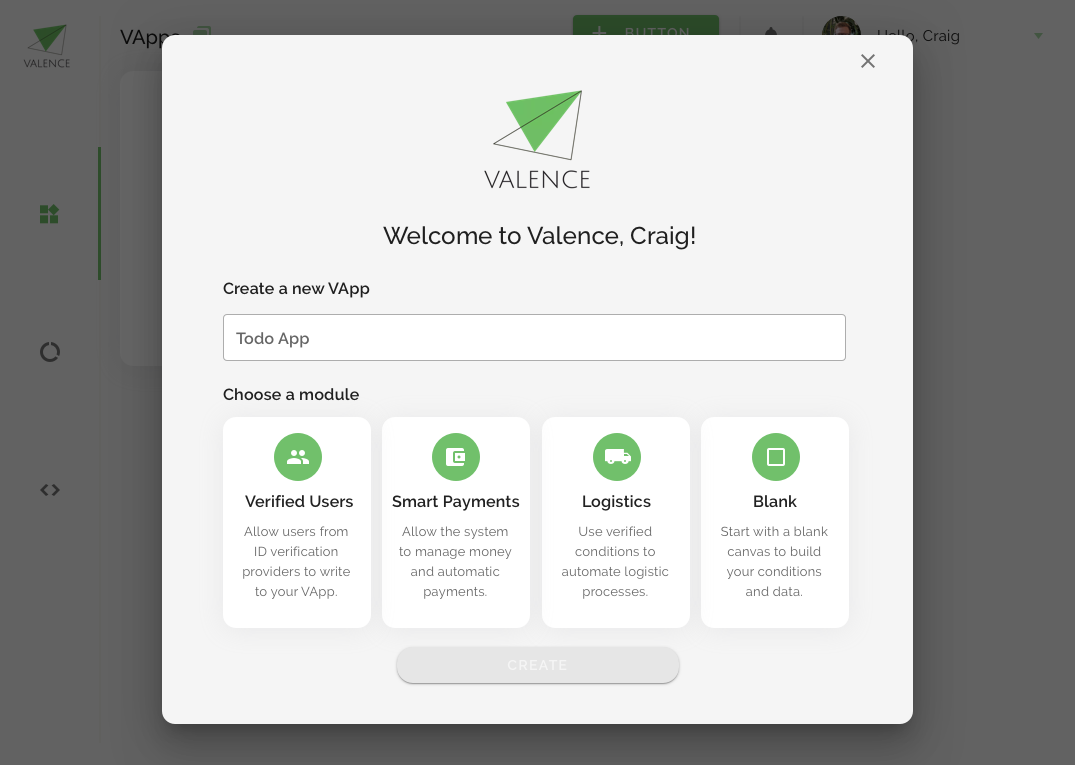 VALENCE
VApps
BUTTON
Hello, Craig
VALENCE
Welcome to Valence, Craig!
Create a new VApp
Todo App
Choose a module
Verified Users
Allow users from
ID verification
providers to write
to your VApp.
Smart Payments
Allow the system
to manage money
and automatic
payments.
Logistics
Use verified
conditions to
automate logistic
processes.
Blank
Start with a blank
canvas to build
your conditions
and data.
CREATE